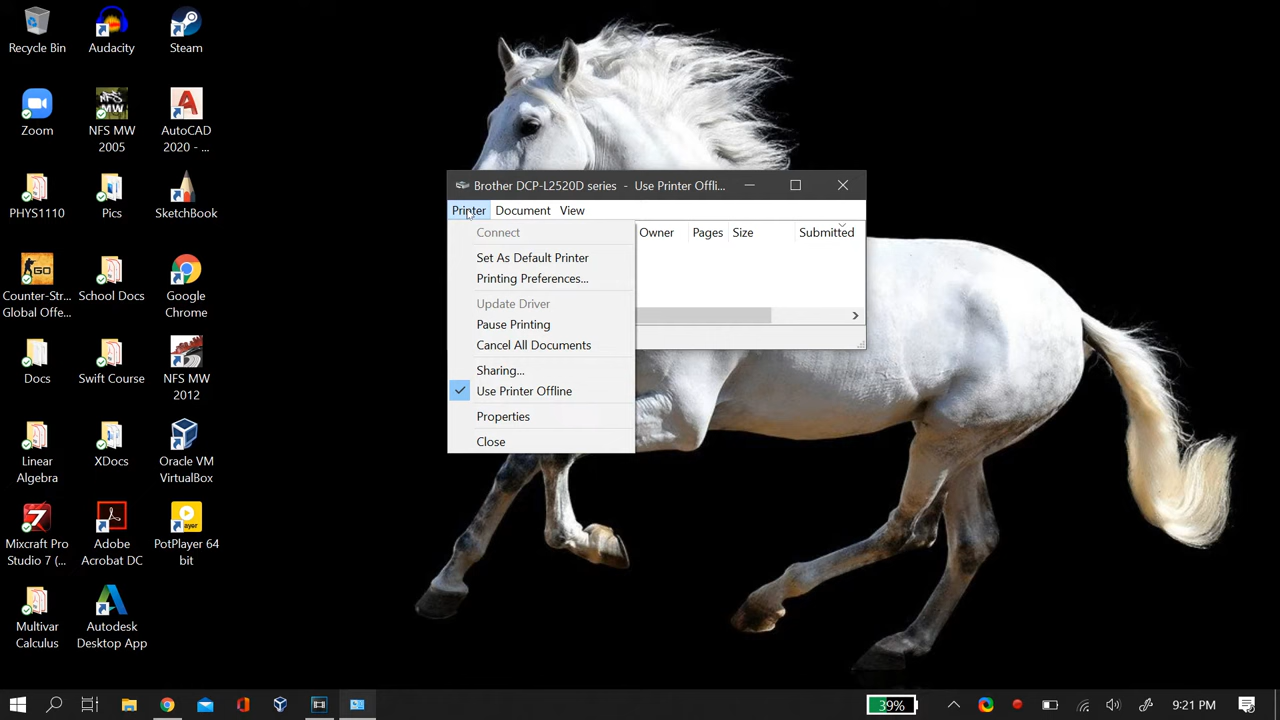 Recycle Bin
Audacity
Steam
Zoom
NFS MW
2005
AutoCAD
2020 - ...
PHYS1110
Pics
SketchBook
Counter-Str...
Global Offe...
School Docs
Google
Chrome
Docs
Swift Course
NFS MW
2012
Linear
Algebra
XDocs
Oracle VM
VirtualBox
Mixcraft Pro
Studio 7 (...
Adobe
Acrobat DC
PotPlayer 64
bit
Multivar
Calculus
Autodesk
Desktop App
Brother DCP-L2520D series - Use Printer Offli...
Printer Document View
Owner Pages Size Submitted
Connect
Set As Default Printer
Printing Preferences...
Update Driver
Pause Printing
Cancel All Documents
Sharing...
Use Printer Offline
Properties
Close
39%
9:21 PM